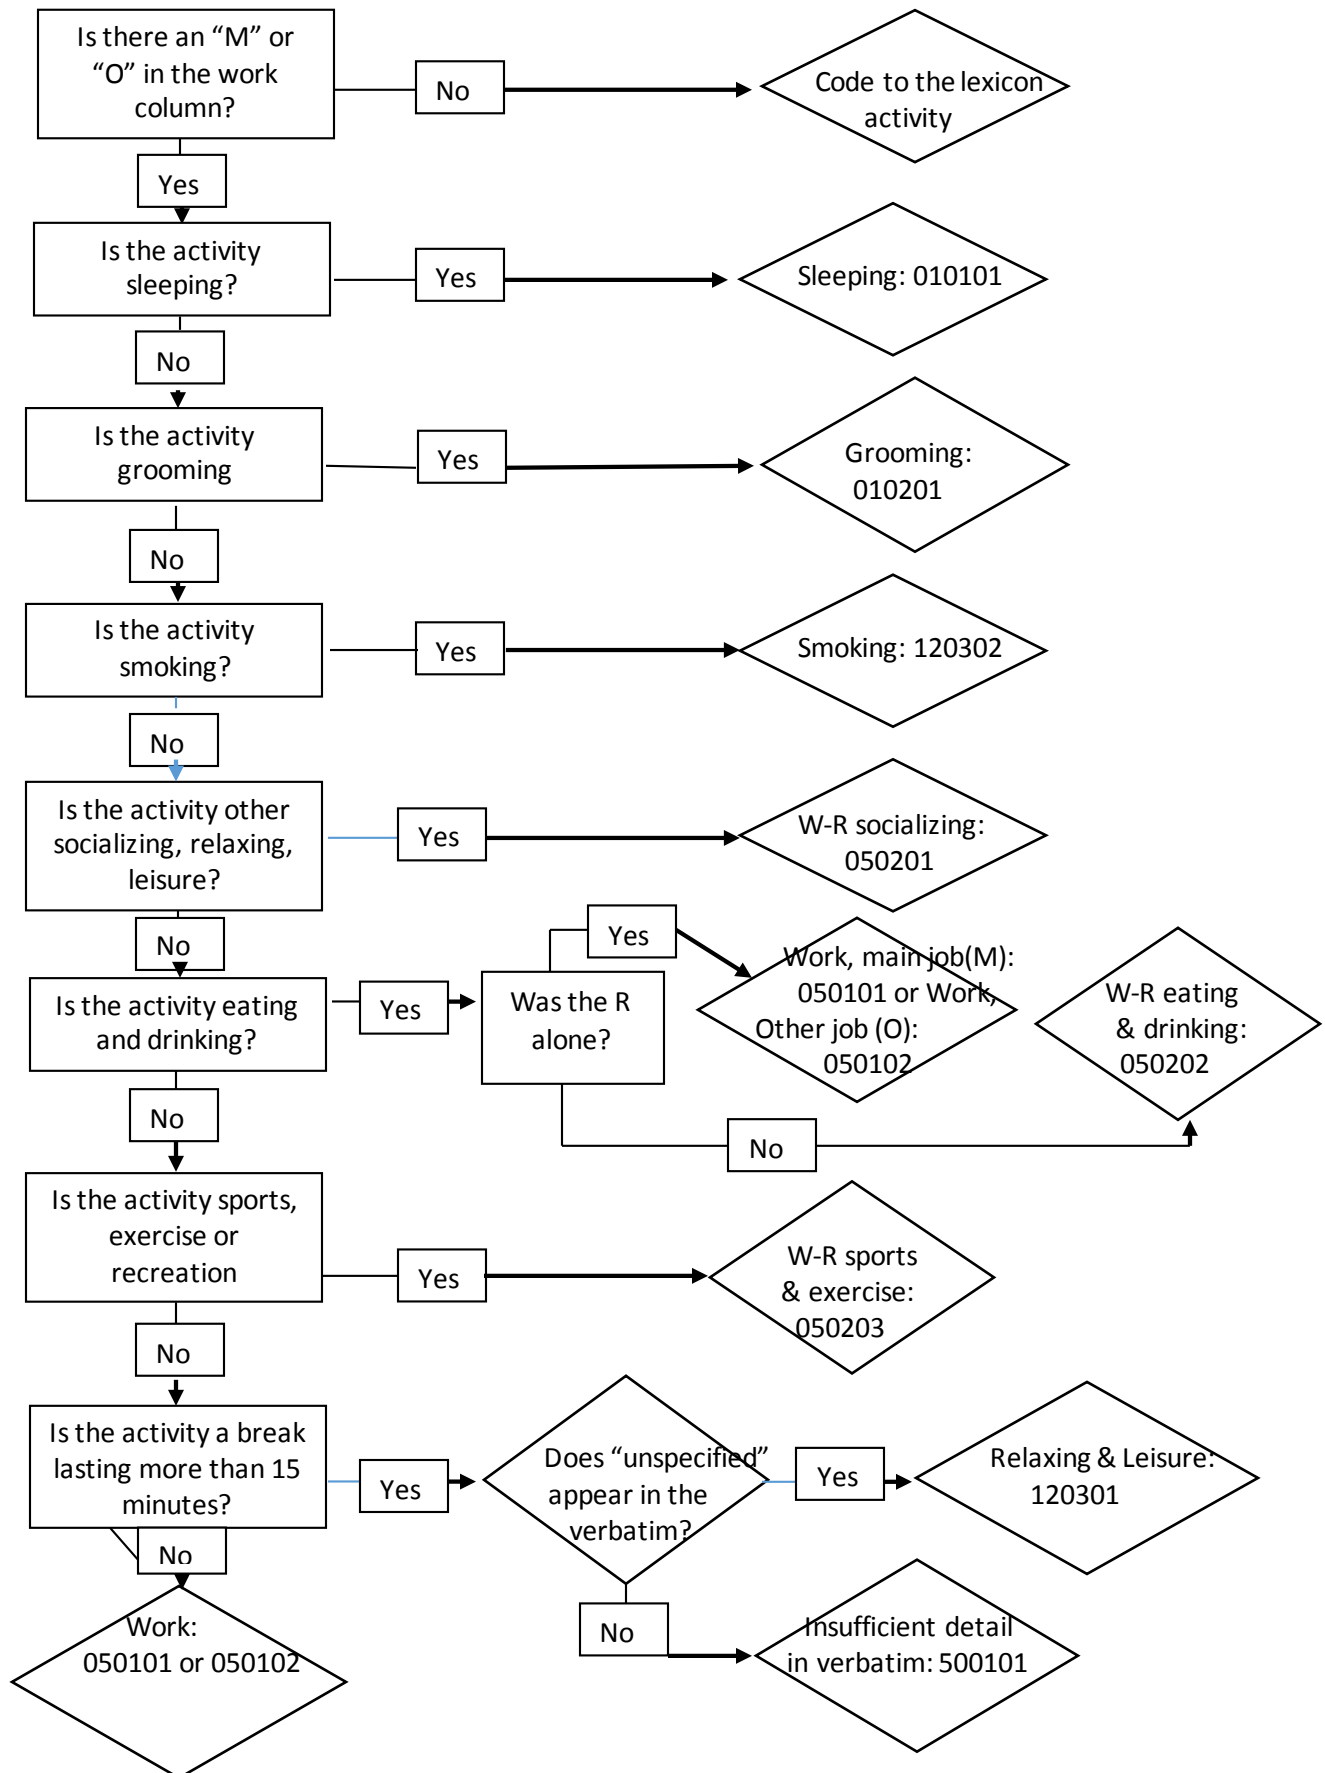 Is there an “M” or
“O” in the work
column?
No
Code to the lexicon
activity
Yes
Is the activity
sleeping?
Yes
Sleeping: 010101
No
Is the activity
grooming
Yes
Grooming:
010201
No
Is the activity
smoking?
Yes
Smoking: 120302
No
Is the activity other
socializing, relaxing,
leisure?
Yes
W-R socializing:
050201
No
Is the activity eating
and drinking?
Yes
Was the R
alone?
Yes
Work, main job(M):
050101 or Work,
Other job (O):
050102
No
W-R eating
& drinking:
050202
No
Is the activity sports,
exercise or
recreation
Yes
W-R sports
& exercise:
050203
No
Is the activity a break
lasting more than 15
minutes?
Yes
Does “unspecified”
appear in the
verbatim?
Yes
Relaxing & Leisure:
120301
No
Insufficient detail
in verbatim: 500101
No
Work:
050101 or 050102